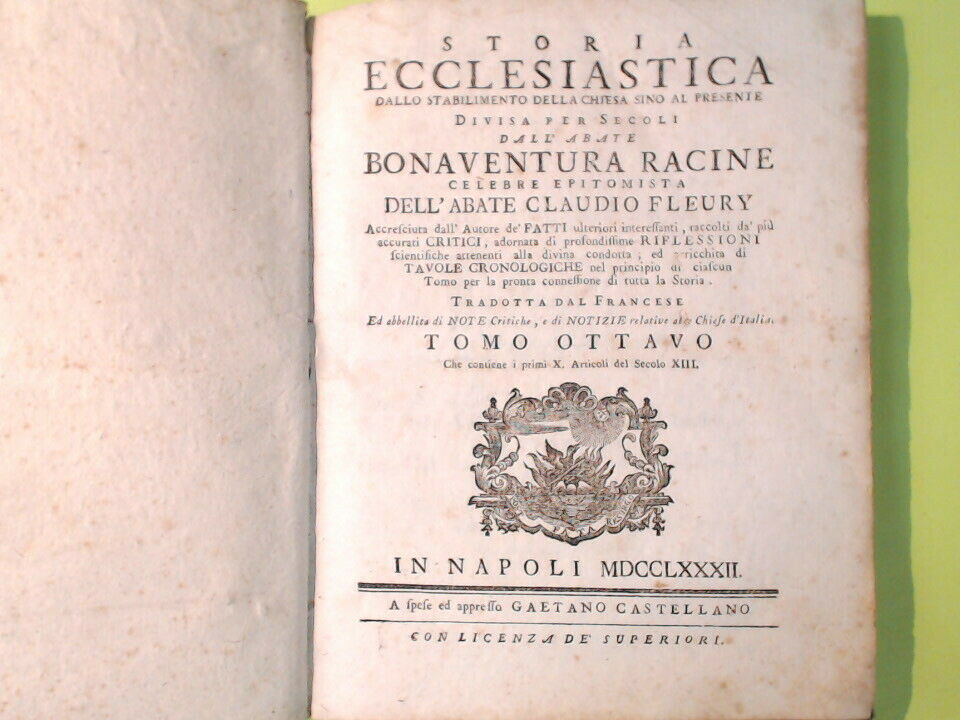 STORIA
ECCLESIASTICA
DALLO STABILIMENTO DELLA CHIESA SINO AL PRESENTE
DIVISA PER SECOLI
DALL' ABATE
BONAVENTURA RACINE
CELEBRE EPITOMISTA
DELL'ABATE CLAUDIO FLEURY
Accresciuta dall' Autore de' FATTI ulteriori interessanti, raccolti da' più
accurati CRITICI, adornata di profondissime RIFLESSIONI
scientifiche attenenti alla divina condotta, ed
TAVOLE CRONOLOGICHE nel principio di ciascun
Tomo per la pronta connessione di tutta la Storia.
TRADOTTA DAL FRANCESE
Ed abbellita di NOTE Critiche, e di NOTIZIE relative Chiese d'Italia.
TOMO OTTAVO
Che contiene i primi X. Articoli del Secolo XIII.
IN NAPOLI MDCCLXXXII.
A spese ed appresso GAETANO CASTELLANO
CON LICENZA DE' SUPERIORI.